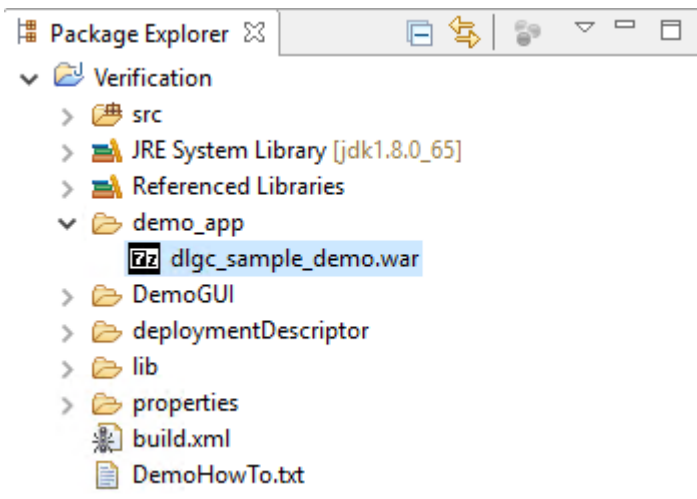 Package Explorer
Verification
src
JRE System Library [jdk1.8.0_65]
Referenced Libraries
demo_app
7z dlgc_sample_demo.war
DemoGUI
deploymentDescriptor
lib
properties
build.xml
DemoHowTo.txt